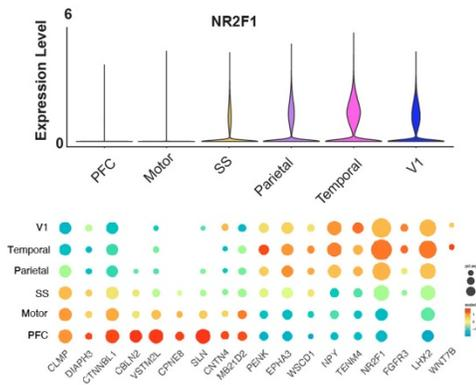 NR2F1
6
Expression Level
0
PFC Motor SS Parietal Temporal V1
V1
Temporal
Parietal
SS
Motor
PFC
CLMP DIAPH3 CTNNBL1 CBLN2 VSTM2L CPNE8 SLN CNTN4 MB21D2 PENK EPHA3 WSCD1 NPY TENM4 NR2F1 FGFR3 LHX2 WNT7B